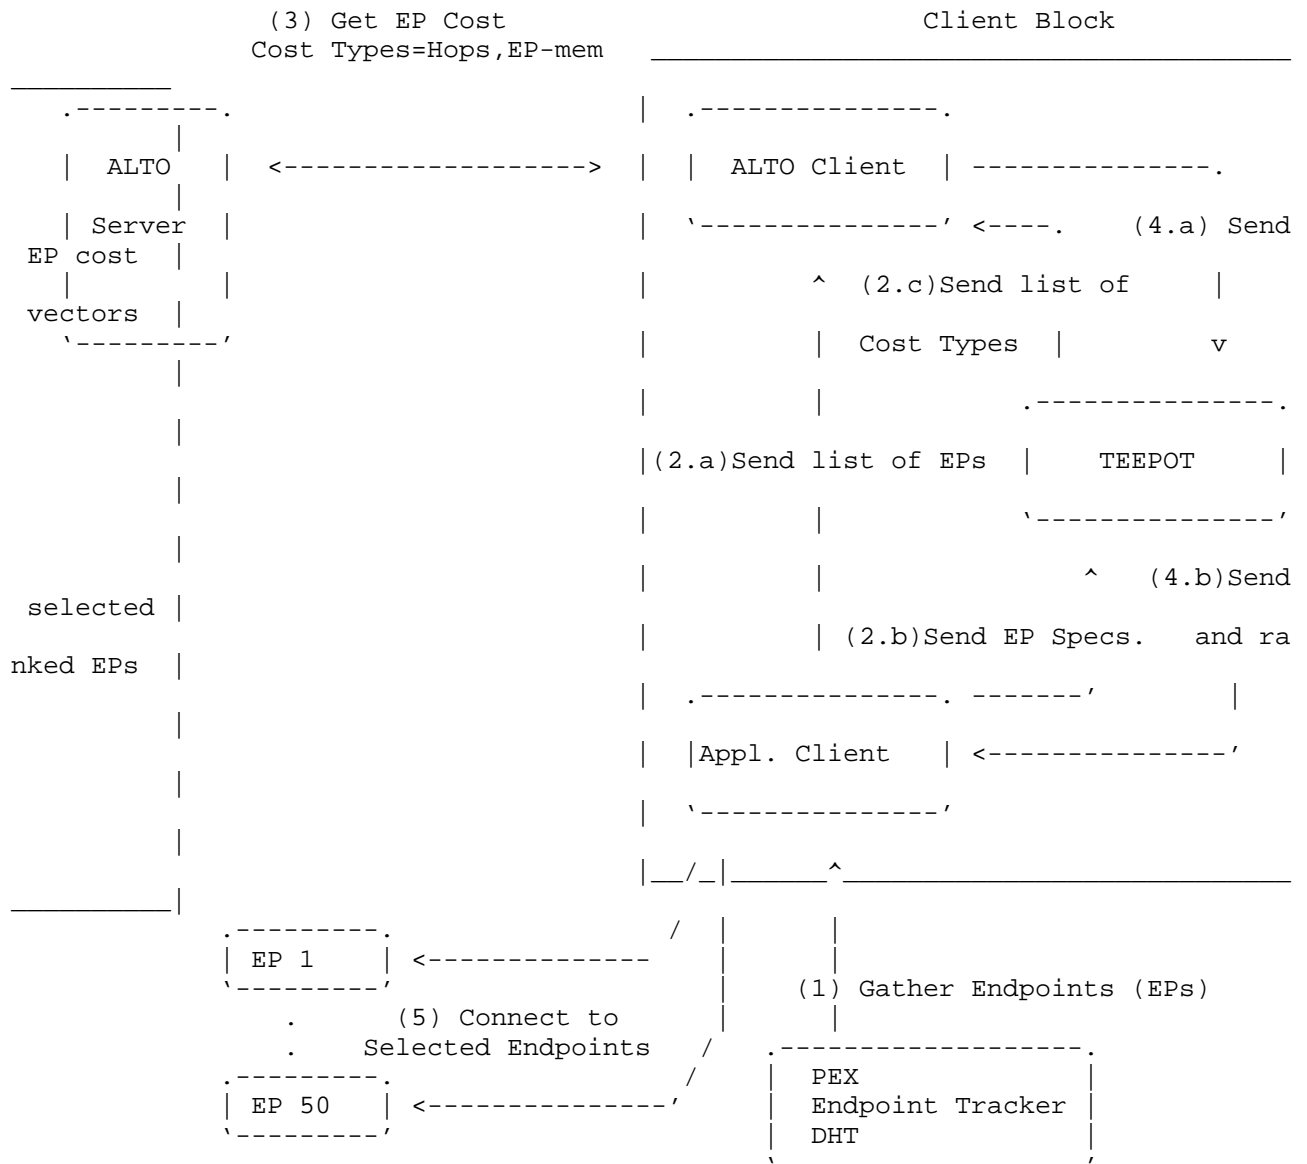 (3) Get EP Cost Client Block
Cost Types=Hops,EP-mem
ALTO ALTO Client
Server (4.a) Send
EP cost
(2.c)Send list of
vectors
Cost Types v
(2.a)Send list of EPs TEEPOT
(4.b)Send
selected
(2.b)Send EP Specs. and ra
nked EPs
Appl. Client
EP 1
(1) Gather Endpoints (EPs)
(5) Connect to
Selected Endpoints
PEX
EP 50 Endpoint Tracker
DHT